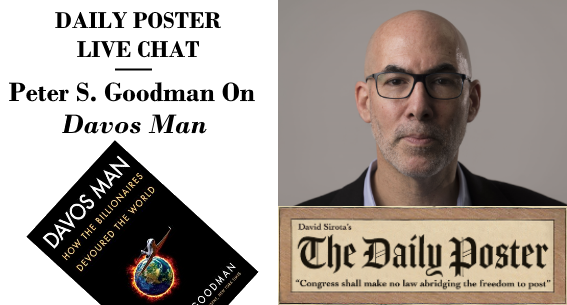 DAILY POSTER
LIVE CHAT
Peter S. Goodman On
Davos Man
DAVOS MAN
HOW THE BILLIONAIRES
DEVOURED THE WORLD
GOODMAN
David Sirota's
The Daily Poster
"Congress shall make no law abridging the freedom to post"